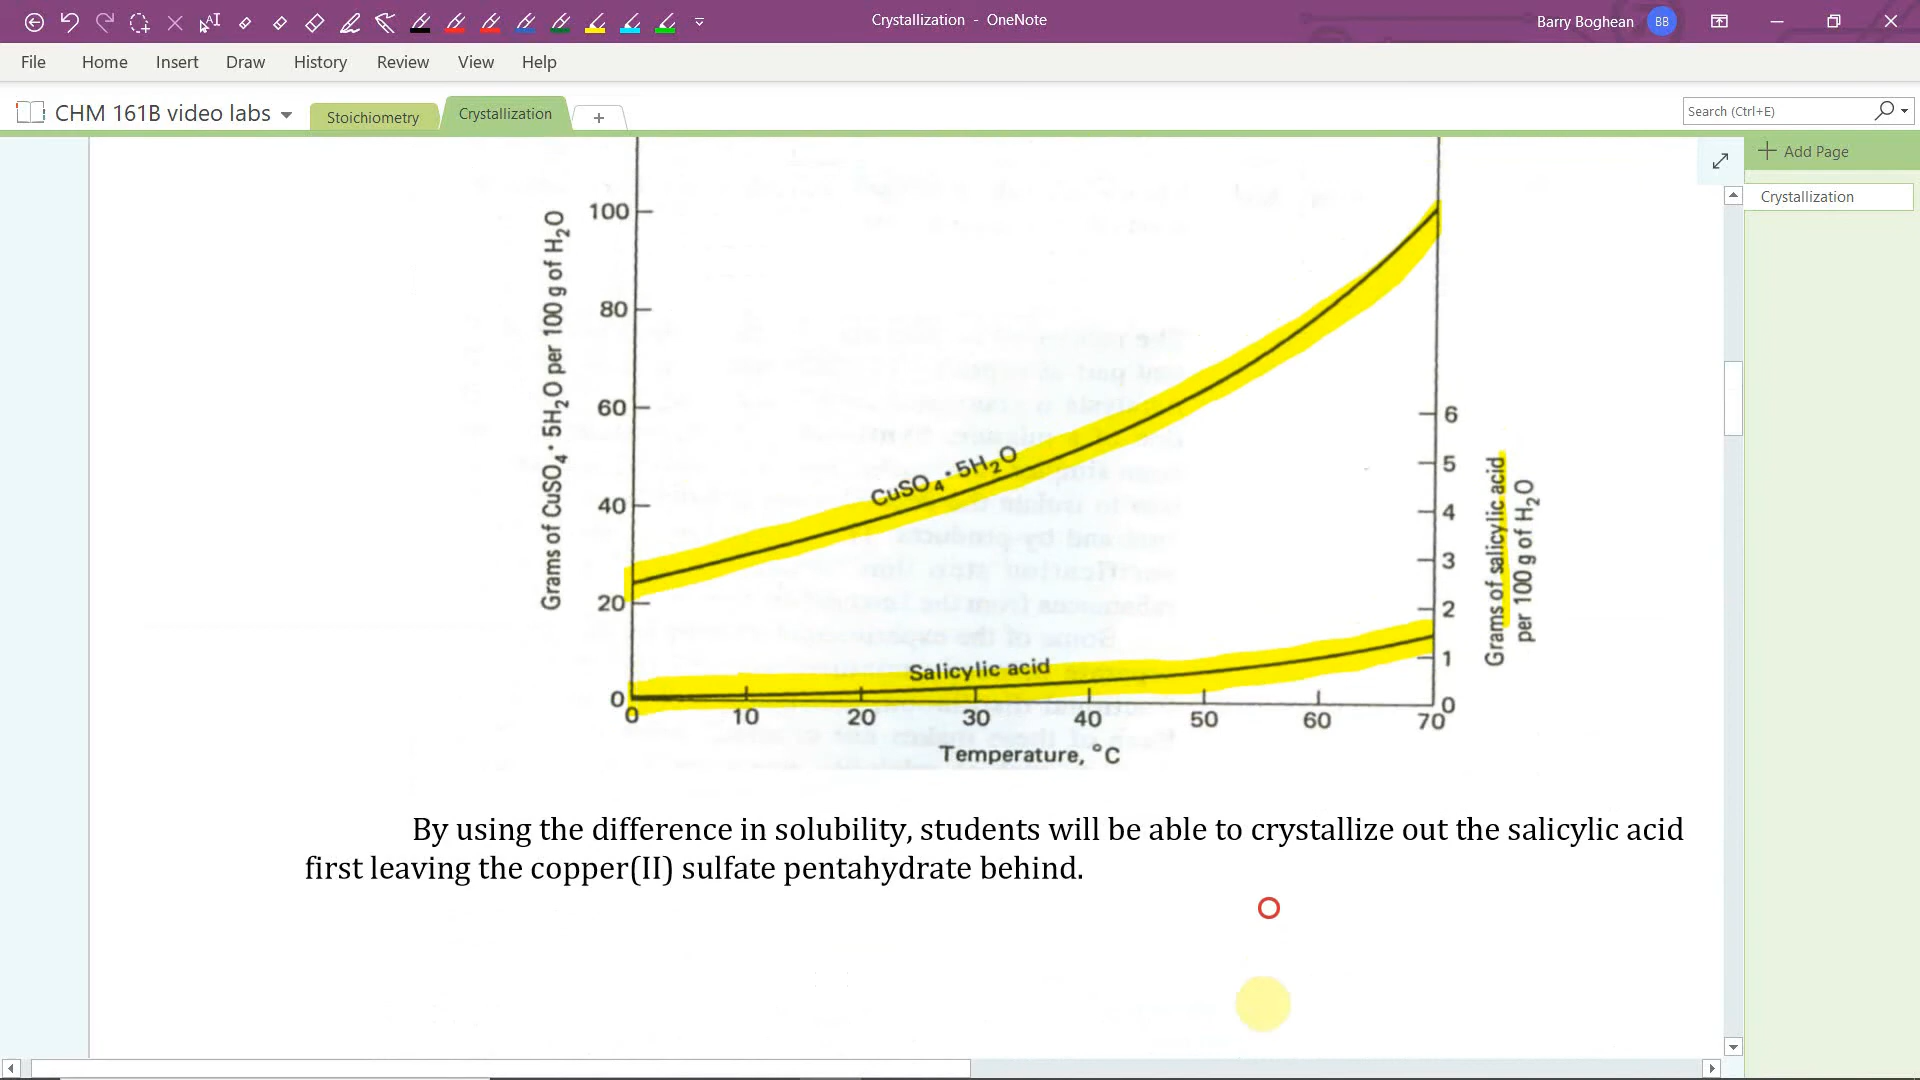 Crystallization - OneNote
Barry Boghean
BB
File Home Insert Draw History Review View Help
CHM 161B video labs
Stoichiometry
Crystallization
+
Search (Ctrl+E)
Add Page
Crystallization
Grams of CuSO4 · 5H2O per 100 g of H2O
100
80
60
40
20
0
CuSO4 · 5H2O
Salicylic acid
6
5
4
3
2
1
0
Grams of salicylic acid
per 100 g of H2O
0 10 20 30 40 50 60 70
Temperature, °C
By using the difference in solubility, students will be able to crystallize out the salicylic acid
first leaving the copper(II) sulfate pentahydrate behind.